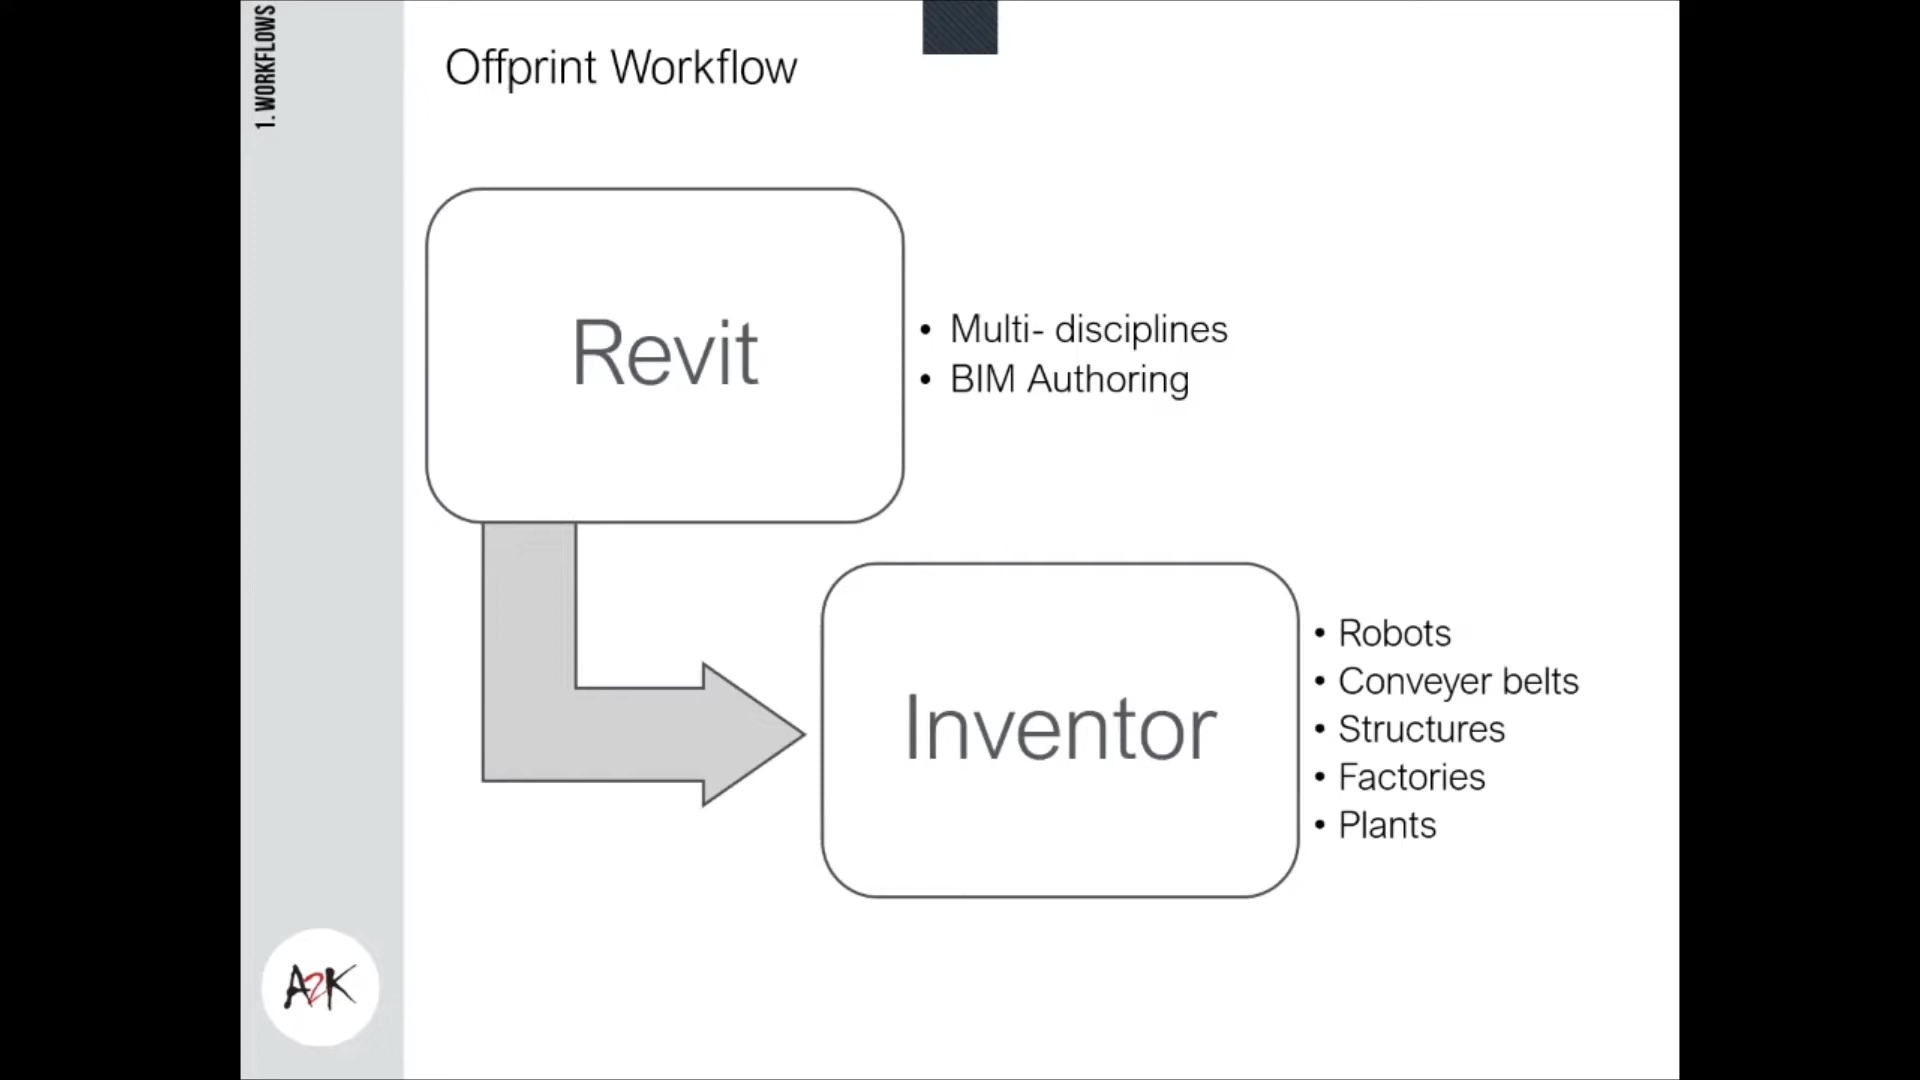 1. WORKFLOWS
Offprint Workflow
Revit
• Multi- disciplines
• BIM Authoring
Inventor
• Robots
• Conveyer belts
• Structures
• Factories
• Plants
A2K